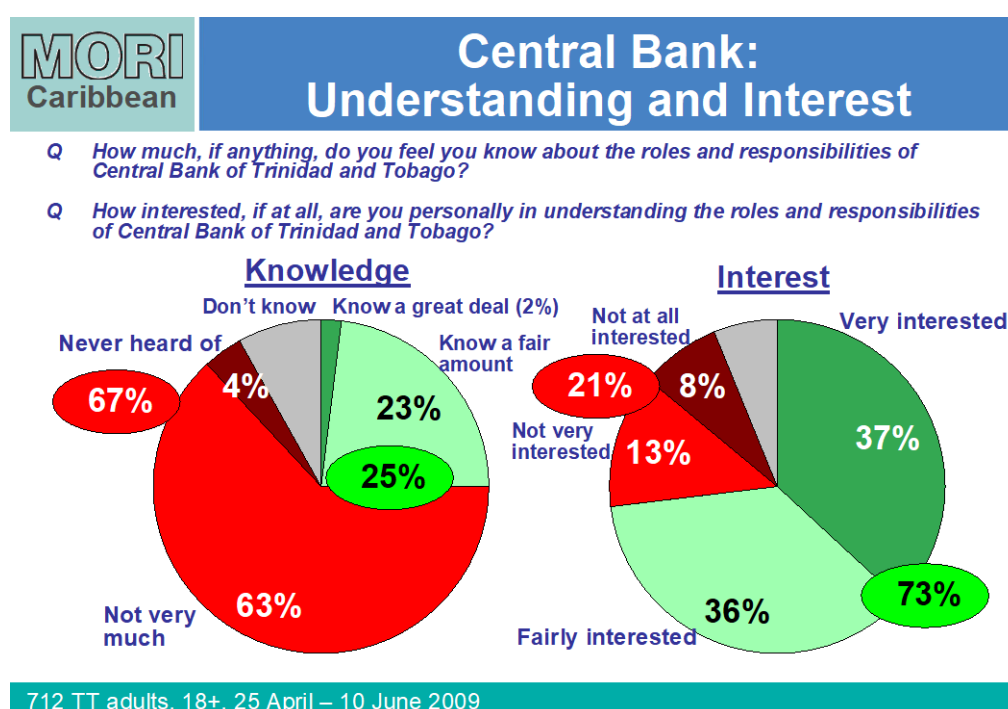 MORI
Caribbean
Central Bank:
Understanding and Interest
Q How much, if anything, do you feel you know about the roles and responsibilities of
Central Bank of Trinidad and Tobago?
Q How interested, if at all, are you personally in understanding the roles and responsibilities
of Central Bank of Trinidad and Tobago?
Knowledge
Don't know
Know a great deal (2%)
Never heard of
Know a fair
amount
4%
67%
23%
25%
63%
Not very
much
Interest
Not at all
interested
Very interested
21%
8%
37%
Not very
interested
13%
73%
36%
Fairly interested
712 TT adults, 18+, 25 April – 10 June 2009